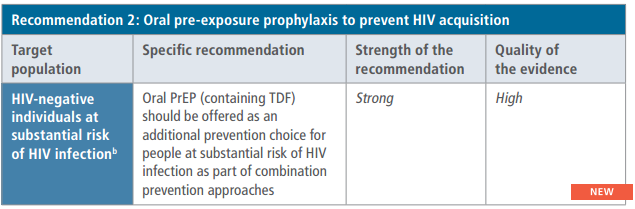 Recommendation 2: Oral pre-exposure prophylaxis to prevent HIV acquisition
Target
population
Specific recommendation
Strength of the
recommendation
Quality of
the evidence
HIV-negative
individuals at
substantial risk
of HIV infectionᵇ
Oral PrEP (containing TDF)
should be offered as an
additional prevention choice for
people at substantial risk of HIV
infection as part of combination
prevention approaches
Strong
High
NEW